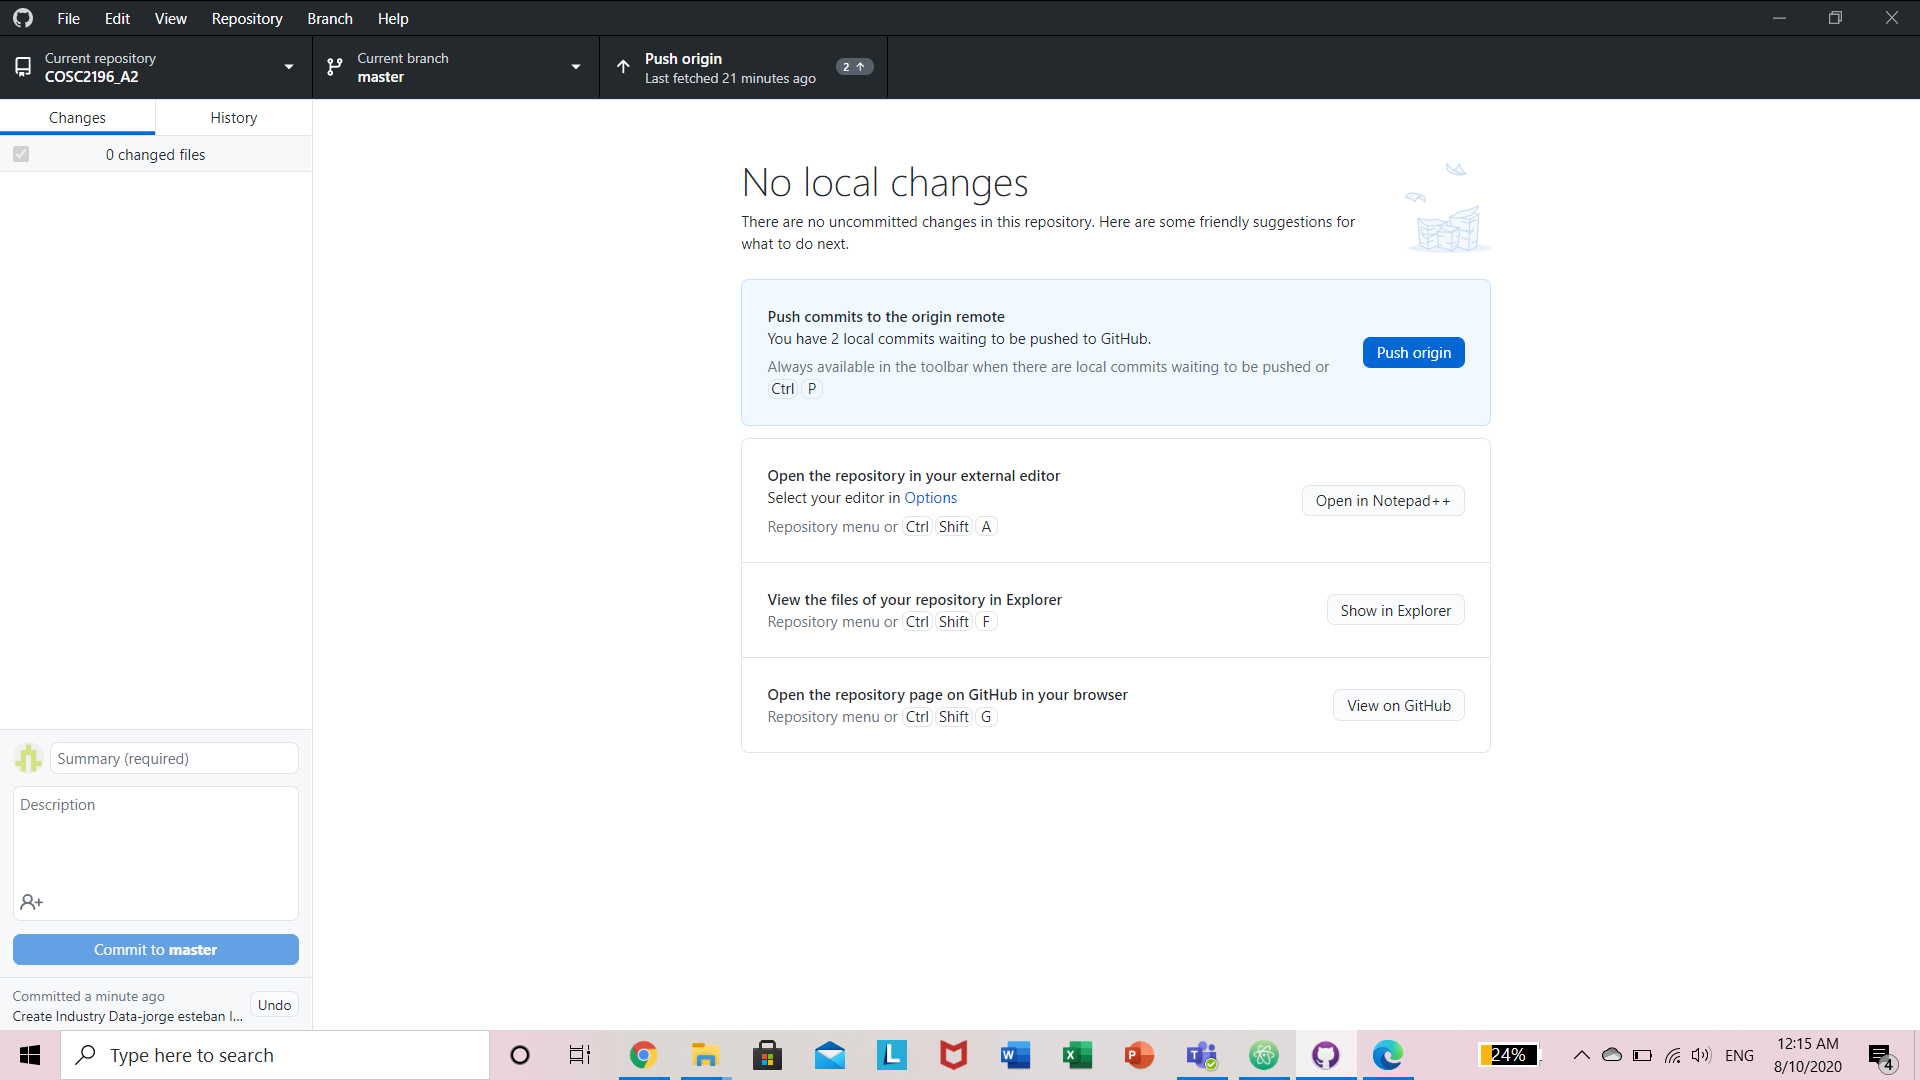 File Edit View Repository Branch Help
Current repository
COSC2196_A2
Current branch
master
Push origin
Last fetched 21 minutes ago
2
Changes
History
0 changed files
No local changes
There are no uncommitted changes in this repository. Here are some friendly suggestions for
what to do next.
Push commits to the origin remote
You have 2 local commits waiting to be pushed to GitHub.
Always available in the toolbar when there are local commits waiting to be pushed or
Ctrl P
Push origin
Open the repository in your external editor
Select your editor in Options
Repository menu or Ctrl Shift A
Open in Notepad++
View the files of your repository in Explorer
Repository menu or Ctrl Shift F
Show in Explorer
Open the repository page on GitHub in your browser
Repository menu or Ctrl Shift G
View on GitHub
Summary (required)
Description
Commit to master
Committed a minute ago
Create Industry Data-jorge esteban l...
Undo
Type here to search
L
W
X
P
24%
ENG
12:15 AM
8/10/2020
4